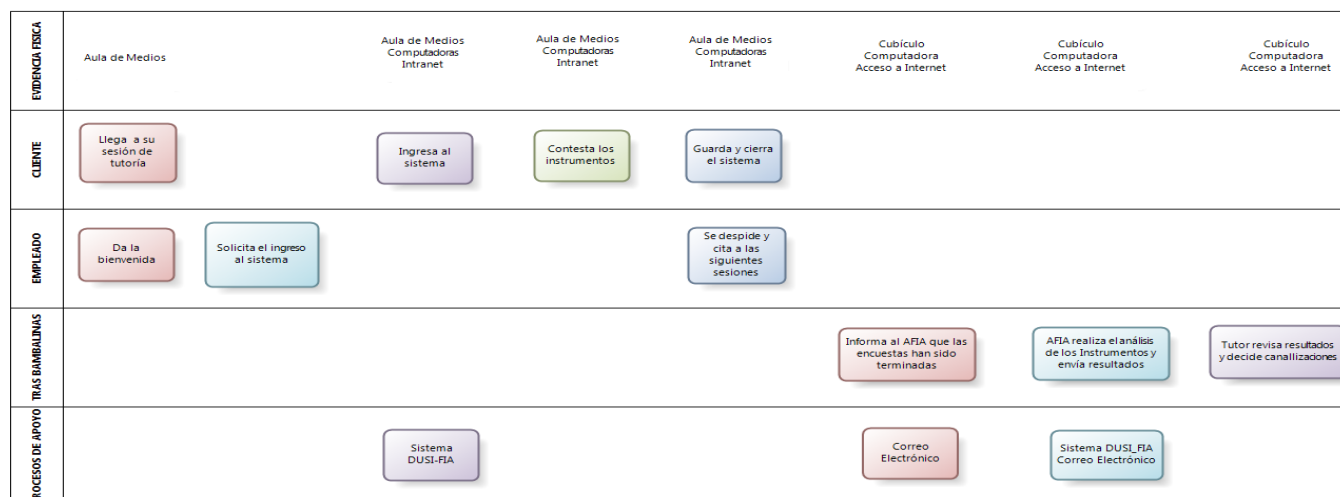 EVIDENCIA FISICA
Aula de Medios
Aula de Medios
Computadoras
Intranet
Aula de Medios
Computadoras
Intranet
Aula de Medios
Computadoras
Intranet
Cubículo
Computadora
Acceso a Internet
Cubículo
Computadora
Acceso a Internet
Cubículo
Computadora
Acceso a Internet
CLIENTE
Llega a su
sesión de
tutoría
Ingresa al
sistema
Contesta los
instrumentos
Guarda y cierra
el sistema
EMPLEADO
Da la
bienvenida
Solicita el ingreso
al sistema
Se despide y
cita a las
siguientes
sesiones
TRAS BAMBALINAS
Informa al AFIA que las
encuestas han sido
terminadas
AFIA realiza el análisis
de los Instrumentos y
envía resultados
Tutor revisa resultados
y decide canallizaciones
ROCESOS DE APOYO
Sistema
DUSI-FIA
Correo
Electrónico
Sistema DUSI_FIA
Correo Electrónico